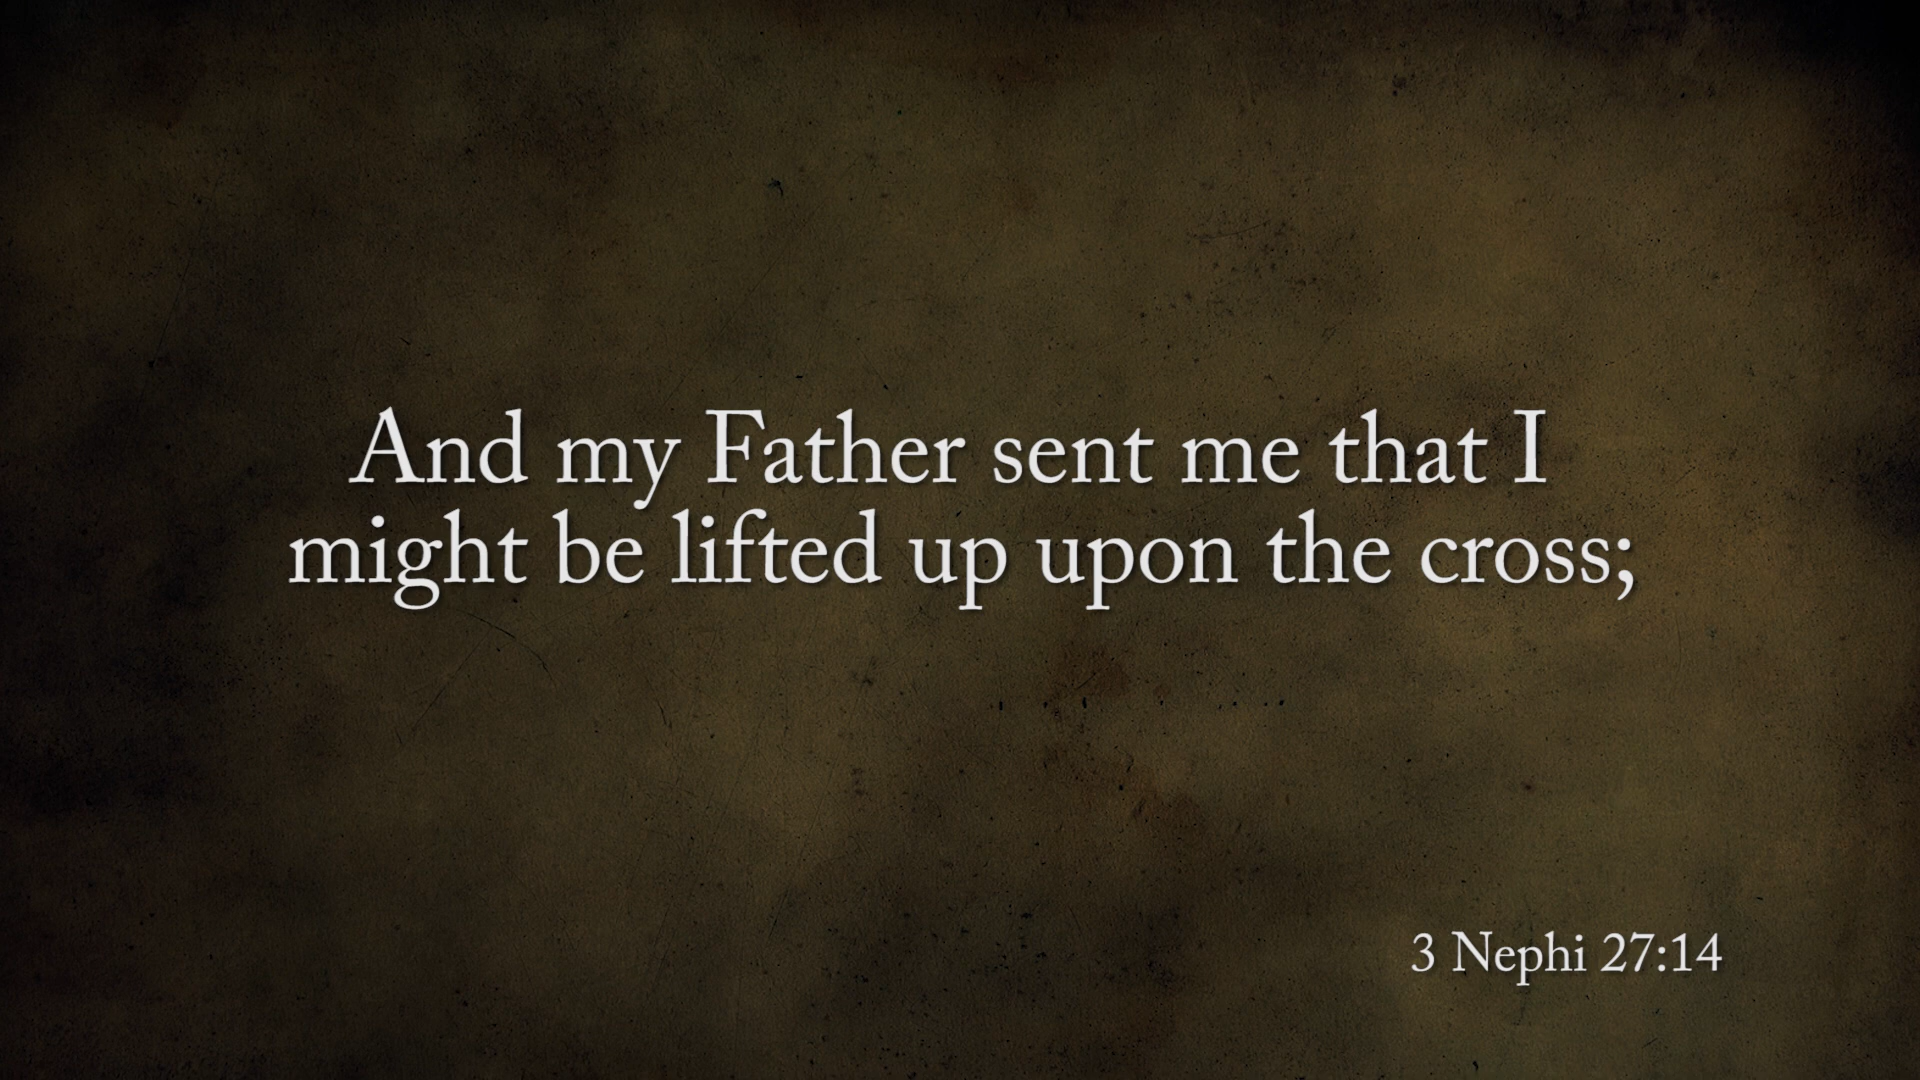 And my Father sent me that I
might be lifted up upon the cross;
3 Nephi 27:14